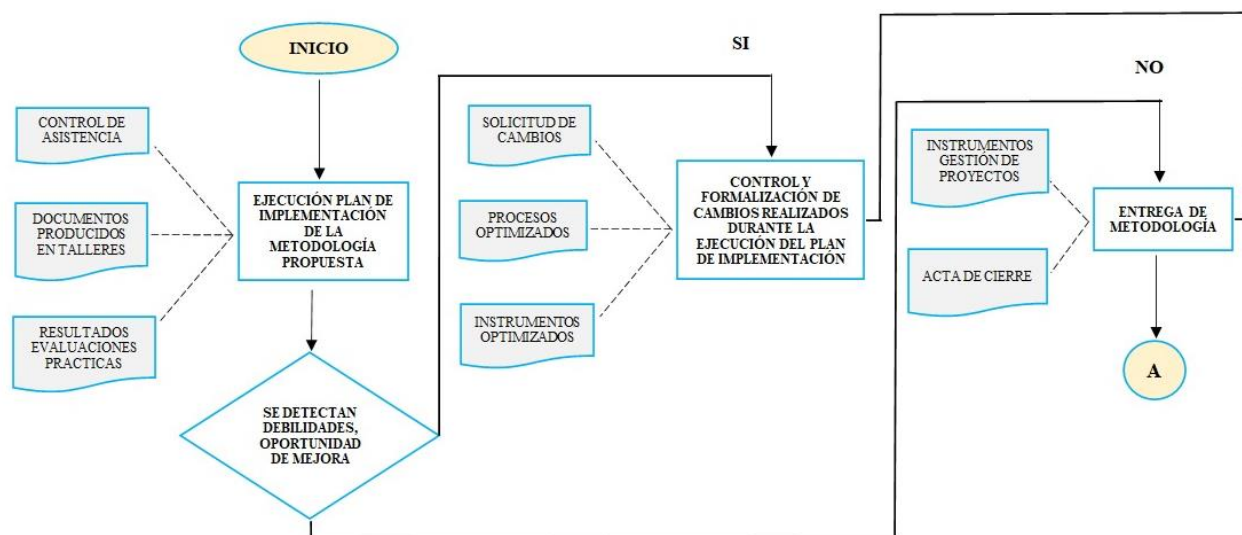 INICIO
CONTROL DE
ASISTENCIA
DOCUMENTOS
PRODUCIDOS
EN TALLERES
RESULTADOS
EVALUACIONES
PRACTICAS
EJECUCIÓN PLAN DE
IMPLEMENTACIÓN
DE LA
METODOLOGÍA
PROPUESTA
SE DETECTAN
DEBILIDADES,
OPORTUNIDAD
DE MEJORA
SI
SOLICITUD DE
CAMBIOS
PROCESOS
OPTIMIZADOS
INSTRUMENTOS
OPTIMIZADOS
CONTROL Y
FORMALIZACIÓN DE
CAMBIOS REALIZADOS
DURANTE LA
EJECUCIÓN DEL PLAN
DE IMPLEMENTACIÓN
NO
INSTRUMENTOS
GESTIÓN DE
PROYECTOS
ACTA DE CIERRE
ENTREGA DE
METODOLOGÍA
A